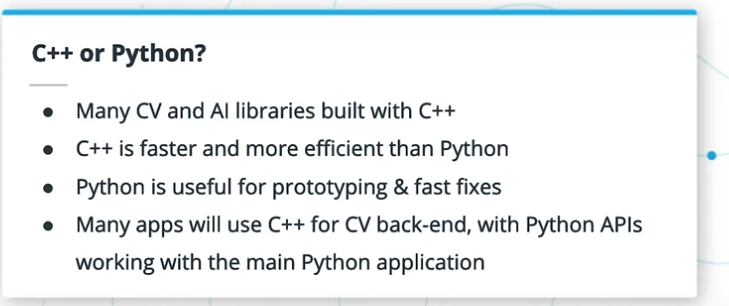 C++ or Python?
● Many CV and AI libraries built with C++
● C++ is faster and more efficient than Python
● Python is useful for prototyping & fast fixes
● Many apps will use C++ for CV back-end, with Python APIs
working with the main Python application